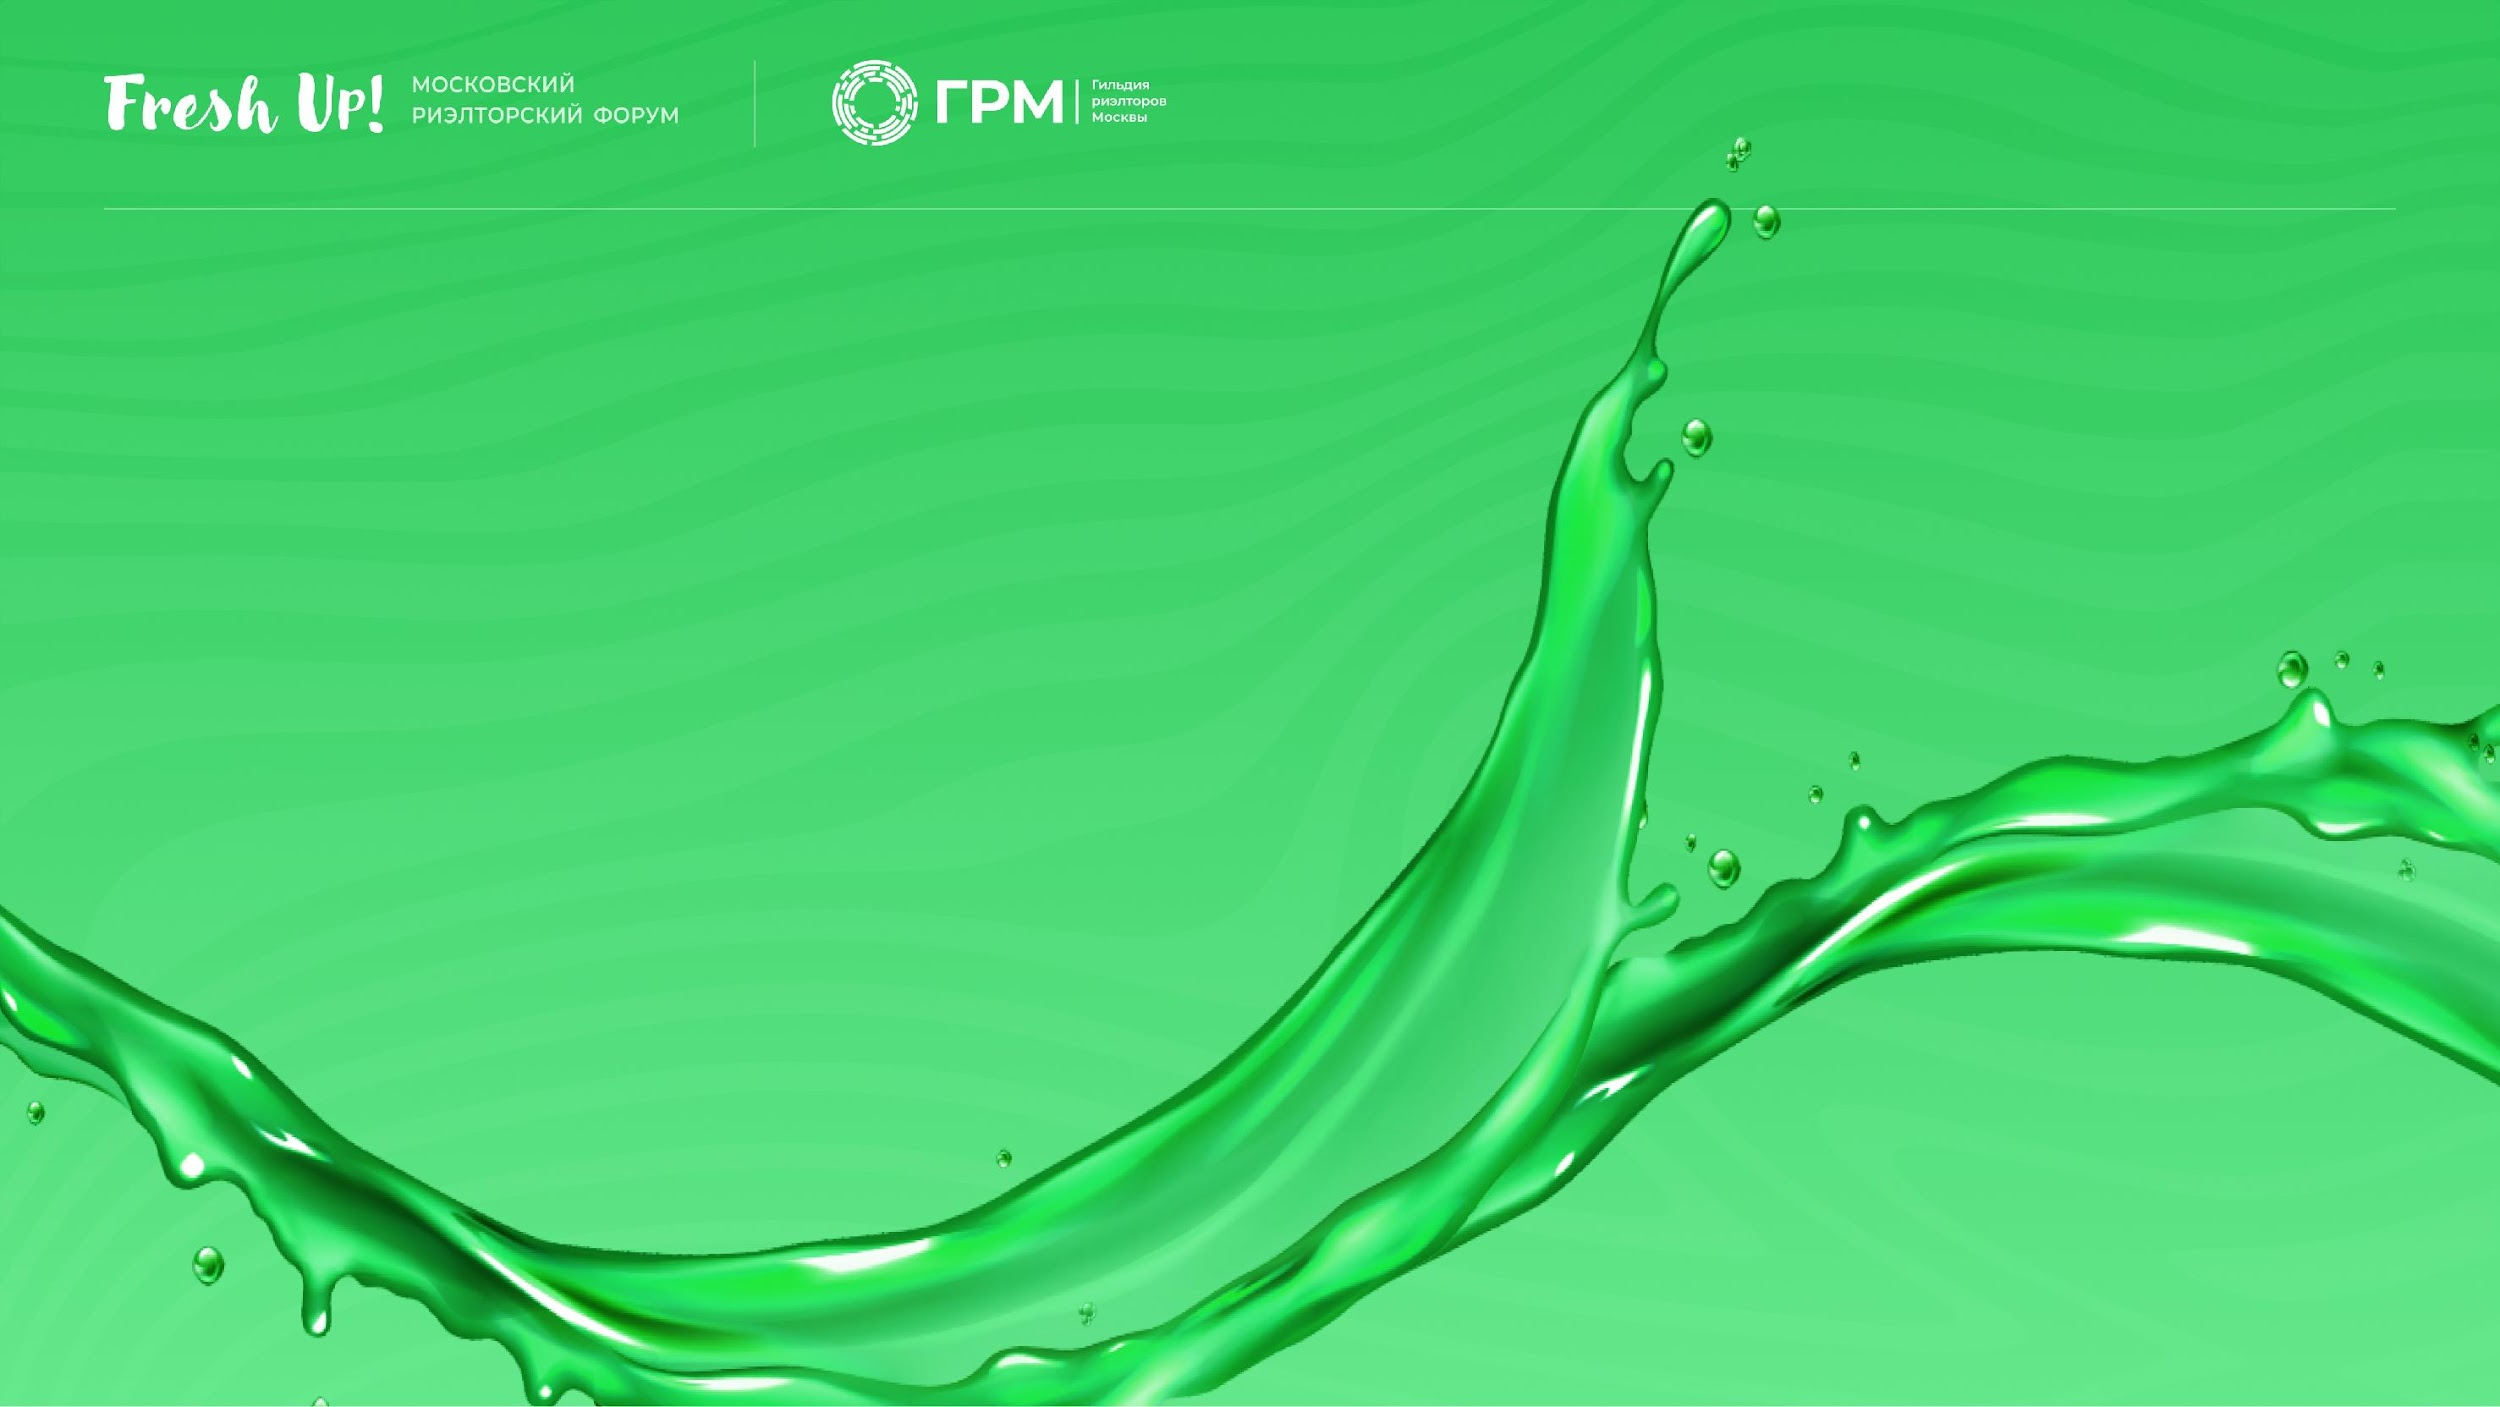 Fresh Up!
МОСКОВСКИЙ
РИЭЛТОРСКИЙ ФОРУМ
ГРМ
Гильдия
риэлторов
Москвы